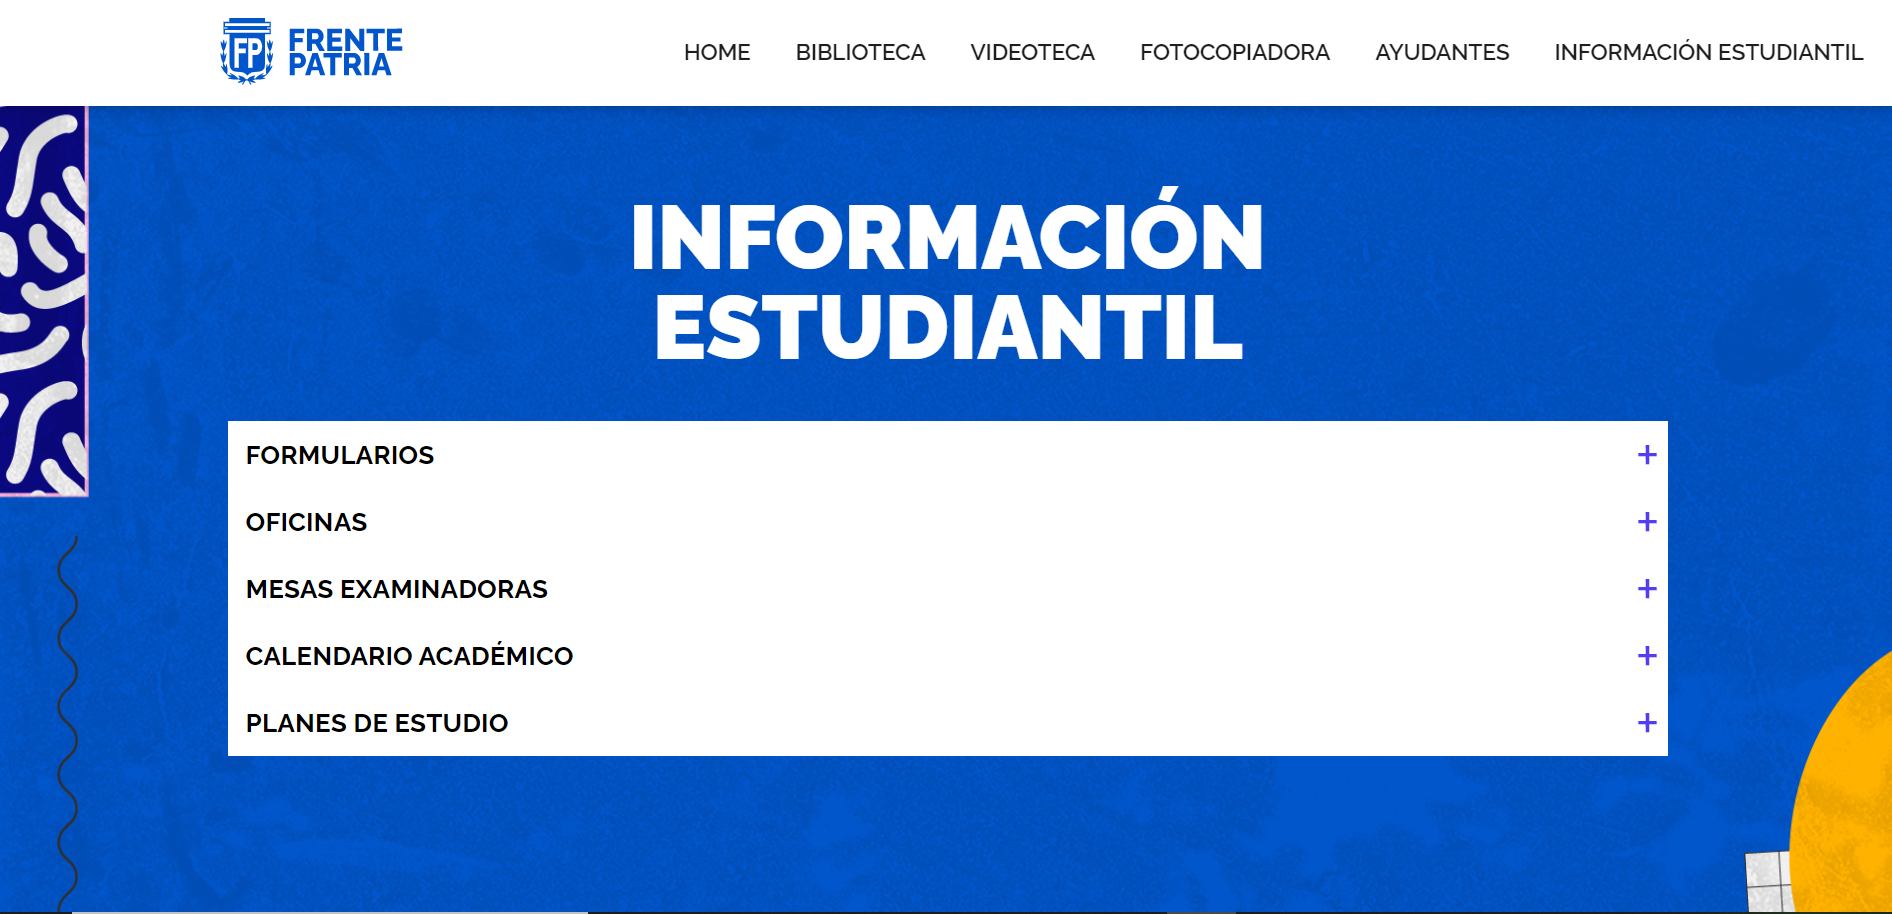 FP
FRENTE
PATRIA
HOME BIBLIOTECA VIDEOTECA FOTOCOPIADORA AYUDANTES INFORMACIÓN ESTUDIANTIL
INFORMACIÓN
ESTUDIANTIL
FORMULARIOS +
OFICINAS +
MESAS EXAMINADORAS +
CALENDARIO ACADÉMICO +
PLANES DE ESTUDIO +